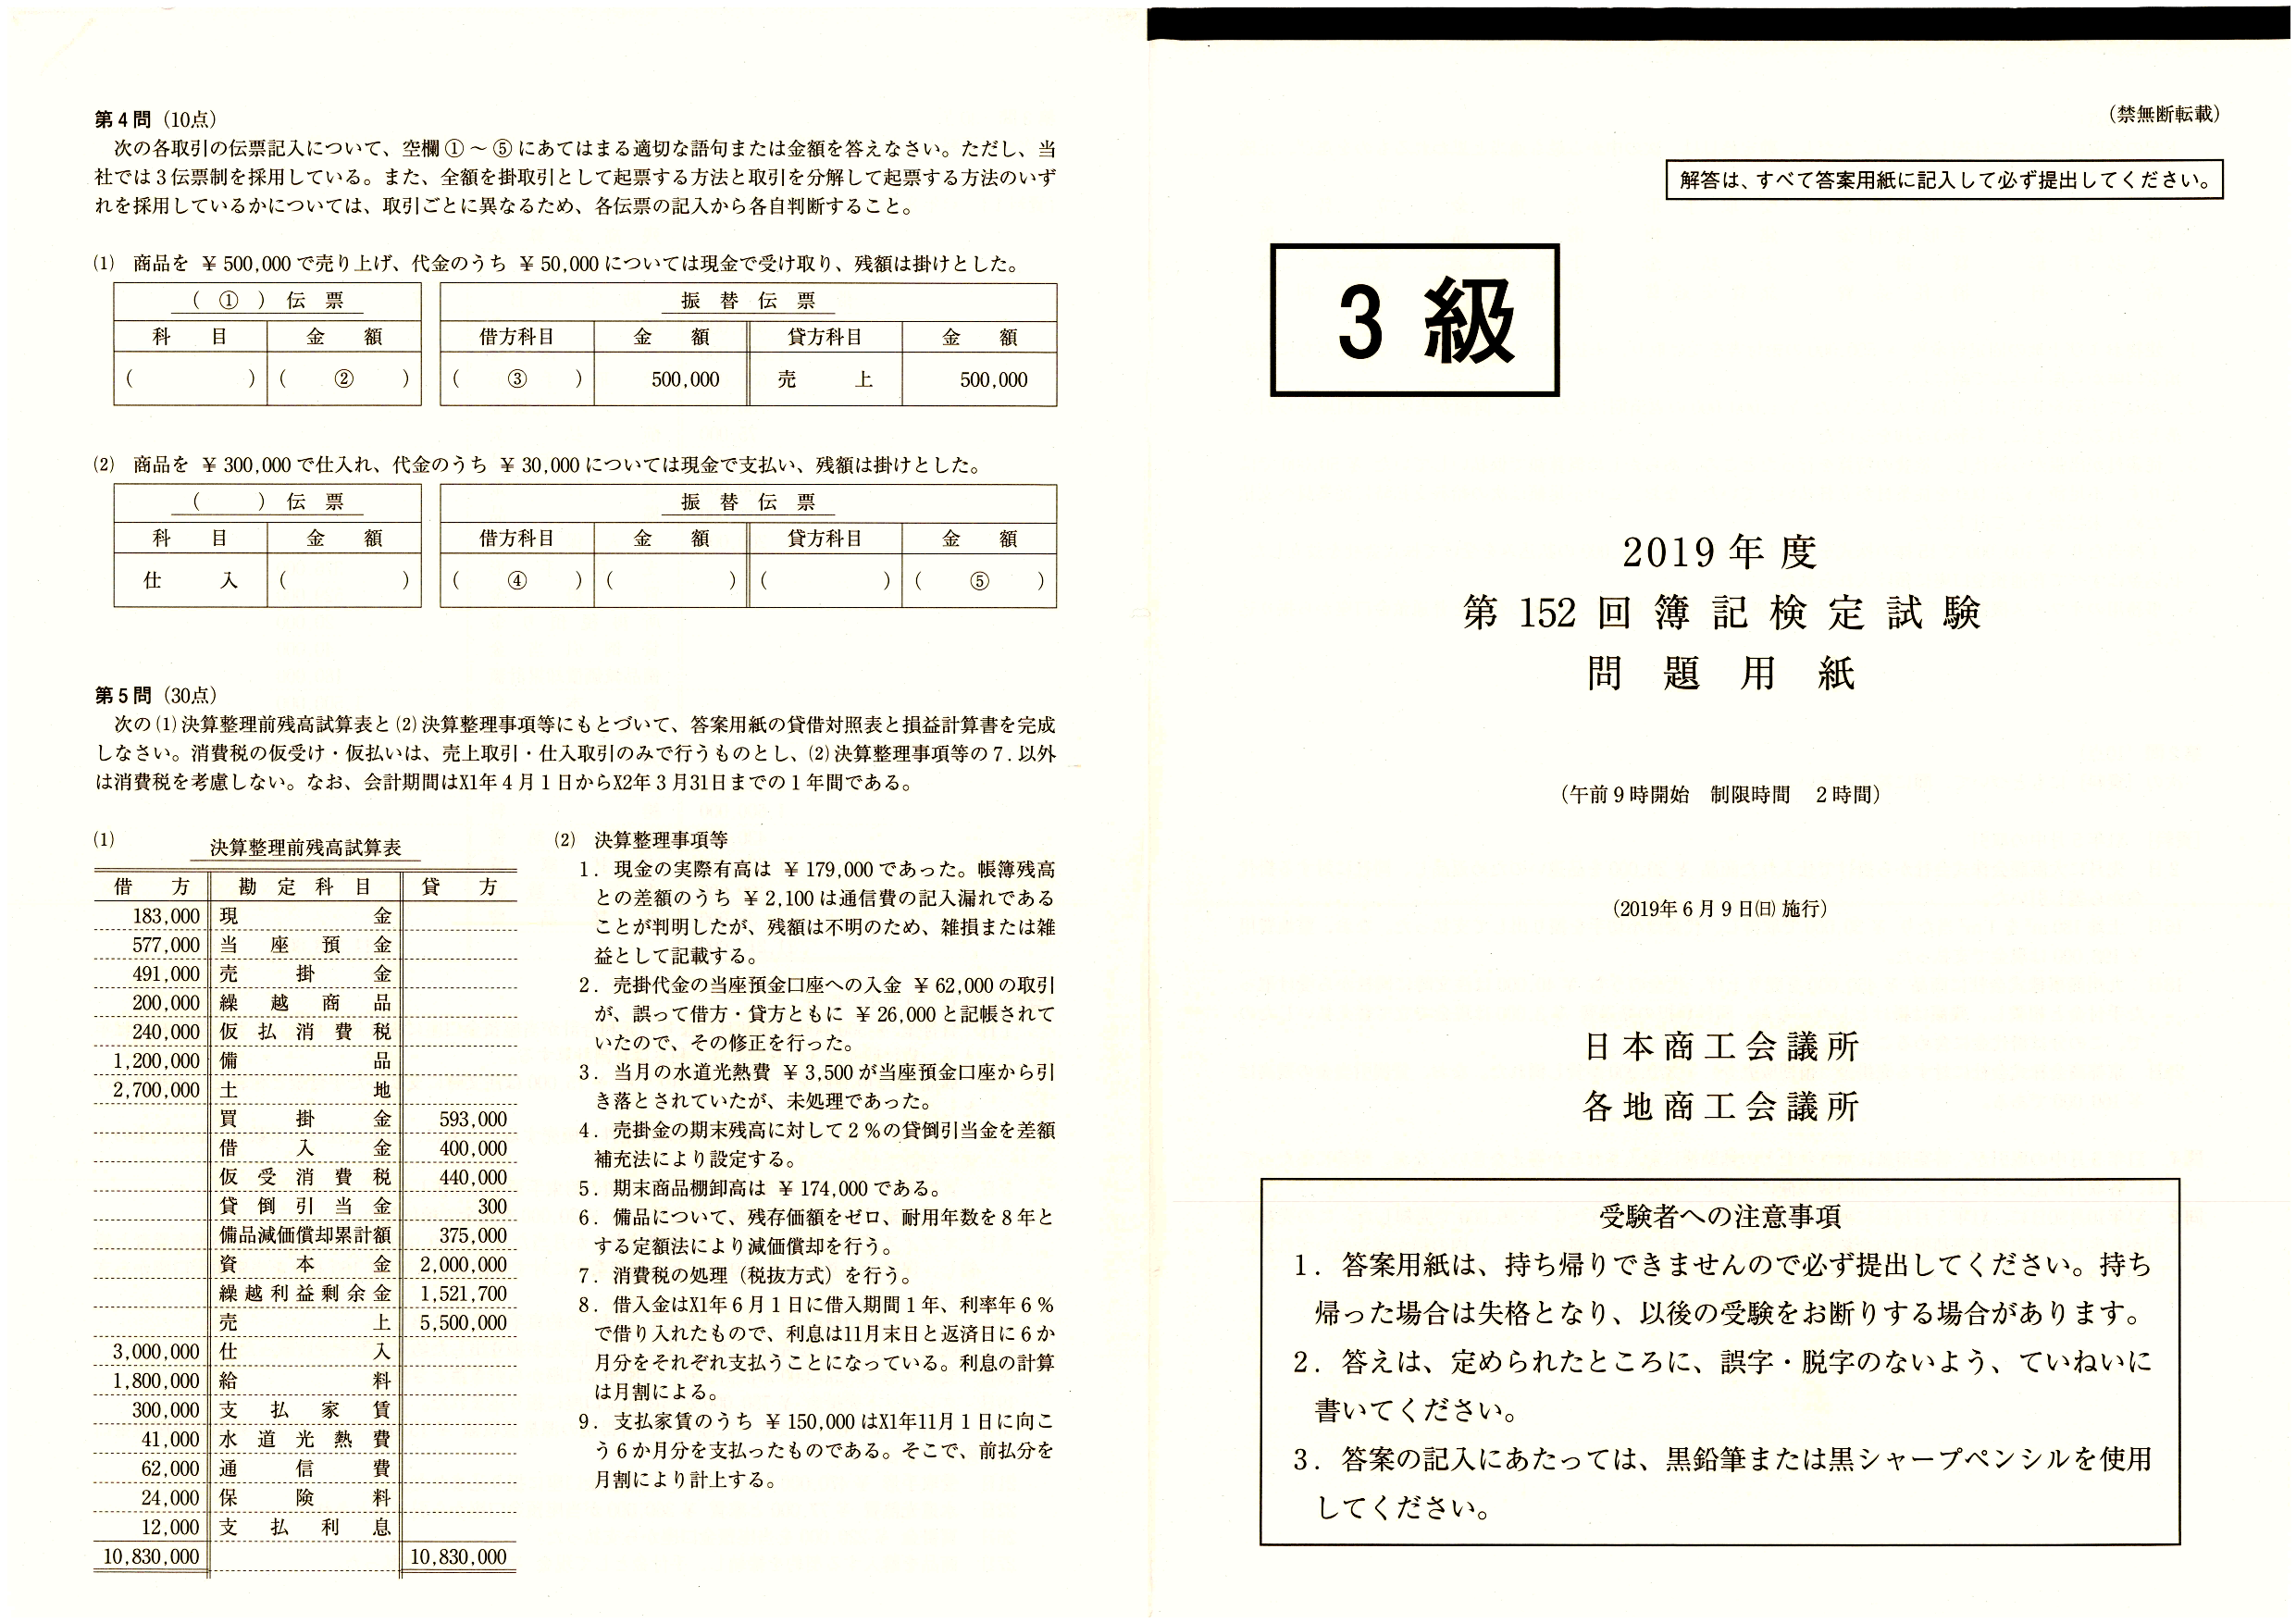 第4問（10点）
次の各取引の伝票記入について、空欄①～⑤にあてはまる適切な語句または金額を答えなさい。ただし、当
社では3伝票制を採用している。また、全額を掛取引として起票する方法と取引を分解して起票する方法のいず
れを採用しているかについては、取引ごとに異なるため、各伝票の記入から各自判断すること。
(1) 商品を ￥500,000で売り上げ、代金のうち ￥50,000については現金で受け取り、残額は掛けとした。
（ ① ）伝 票
振 替 伝 票
科 目 金 額
借方科目 金 額 貸方科目 金 額
（ ） （ ② ）
（ ③ ） 500,000 売 上 500,000
(2) 商品を ￥300,000で仕入れ、代金のうち ￥30,000については現金で支払い、残額は掛けとした。
（ ）伝 票
振 替 伝 票
科 目 金 額
借方科目 金 額 貸方科目 金 額
仕 入 （ ）
（ ④ ） （ ） （ ） （ ⑤ ）
第5問（30点）
次の(1)決算整理前残高試算表と(2)決算整理事項等にもとづいて、答案用紙の貸借対照表と損益計算書を完成
しなさい。消費税の仮受け・仮払いは、売上取引・仕入取引のみで行うものとし、(2)決算整理事項等の7．以外
は消費税を考慮しない。なお、会計期間はX1年4月1日からX2年3月31日までの1年間である。
(1) 決算整理前残高試算表
借 方 勘 定 科 目 貸 方
183,000 現 金
577,000 当 座 預 金
491,000 売 掛 金
200,000 繰 越 商 品
240,000 仮 払 消 費 税
1,200,000 備 品
2,700,000 土 地
買 掛 金 593,000
借 入 金 400,000
仮 受 消 費 税 440,000
貸 倒 引 当 金 300
備品減価償却累計額 375,000
資 本 金 2,000,000
繰 越 利 益 剰 余 金 1,521,700
売 上 5,500,000
3,000,000 仕 入
1,800,000 給 料
300,000 支 払 家 賃
41,000 水 道 光 熱 費
62,000 通 信 費
24,000 保 険 料
12,000 支 払 利 息
10,830,000 10,830,000
(2) 決算整理事項等
1．現金の実際有高は ￥179,000であった。帳簿残高
との差額のうち ￥2,100は通信費の記入漏れである
ことが判明したが、残額は不明のため、雑損または雑
益として記載する。
2．売掛代金の当座預金口座への入金 ￥62,000の取引
が、誤って借方・貸方ともに ￥26,000と記帳されて
いたので、その修正を行った。
3．当月の水道光熱費 ￥3,500が当座預金口座から引
き落とされていたが、未処理であった。
4．売掛金の期末残高に対して2％の貸倒引当金を差額
補充法により設定する。
5．期末商品棚卸高は ￥174,000である。
6．備品について、残存価額をゼロ、耐用年数を8年と
する定額法により減価償却を行う。
7．消費税の処理（税抜方式）を行う。
8．借入金はX1年6月1日に借入期間1年、利率年6％
で借り入れたもので、利息は11月末日と返済日に6か
月分をそれぞれ支払うことになっている。利息の計算
は月割による。
9．支払家賃のうち ￥150,000はX1年11月1日に向こ
う6か月分を支払ったものである。そこで、前払分を
月割により計上する。
（禁無断転載）
解答は、すべて答案用紙に記入して必ず提出してください。
3 級
2019 年 度
第 152 回 簿 記 検 定 試 験
問 題 用 紙
（午前9時開始 制限時間 2時間）
（2019年6月9日(日) 施行）
日 本 商 工 会 議 所
各 地 商 工 会 議 所
受験者への注意事項
1．答案用紙は、持ち帰りできませんので必ず提出してください。持ち
帰った場合は失格となり、以後の受験をお断りする場合があります。
2．答えは、定められたところに、誤字・脱字のないよう、ていねいに
書いてください。
3．答案の記入にあたっては、黒鉛筆または黒シャープペンシルを使用
してください。